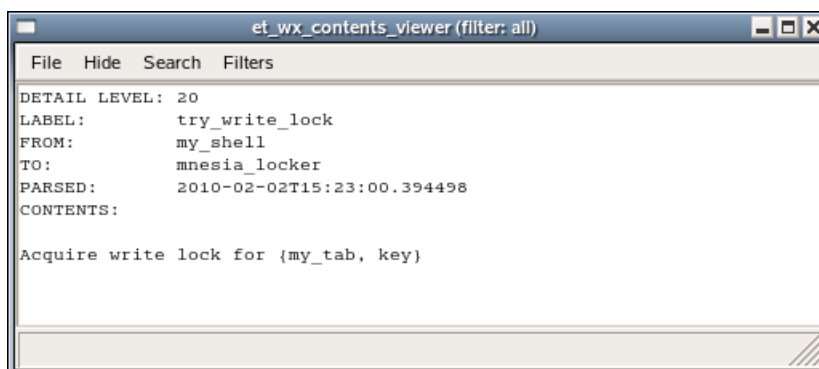 et_wx_contents_viewer (filter: all)
File Hide Search Filters
DETAIL LEVEL: 20
LABEL: try_write_lock
FROM: my_shell
TO: mnesia_locker
PARSED: 2010-02-02T15:23:00.394498
CONTENTS:
Acquire write lock for {my_tab, key}